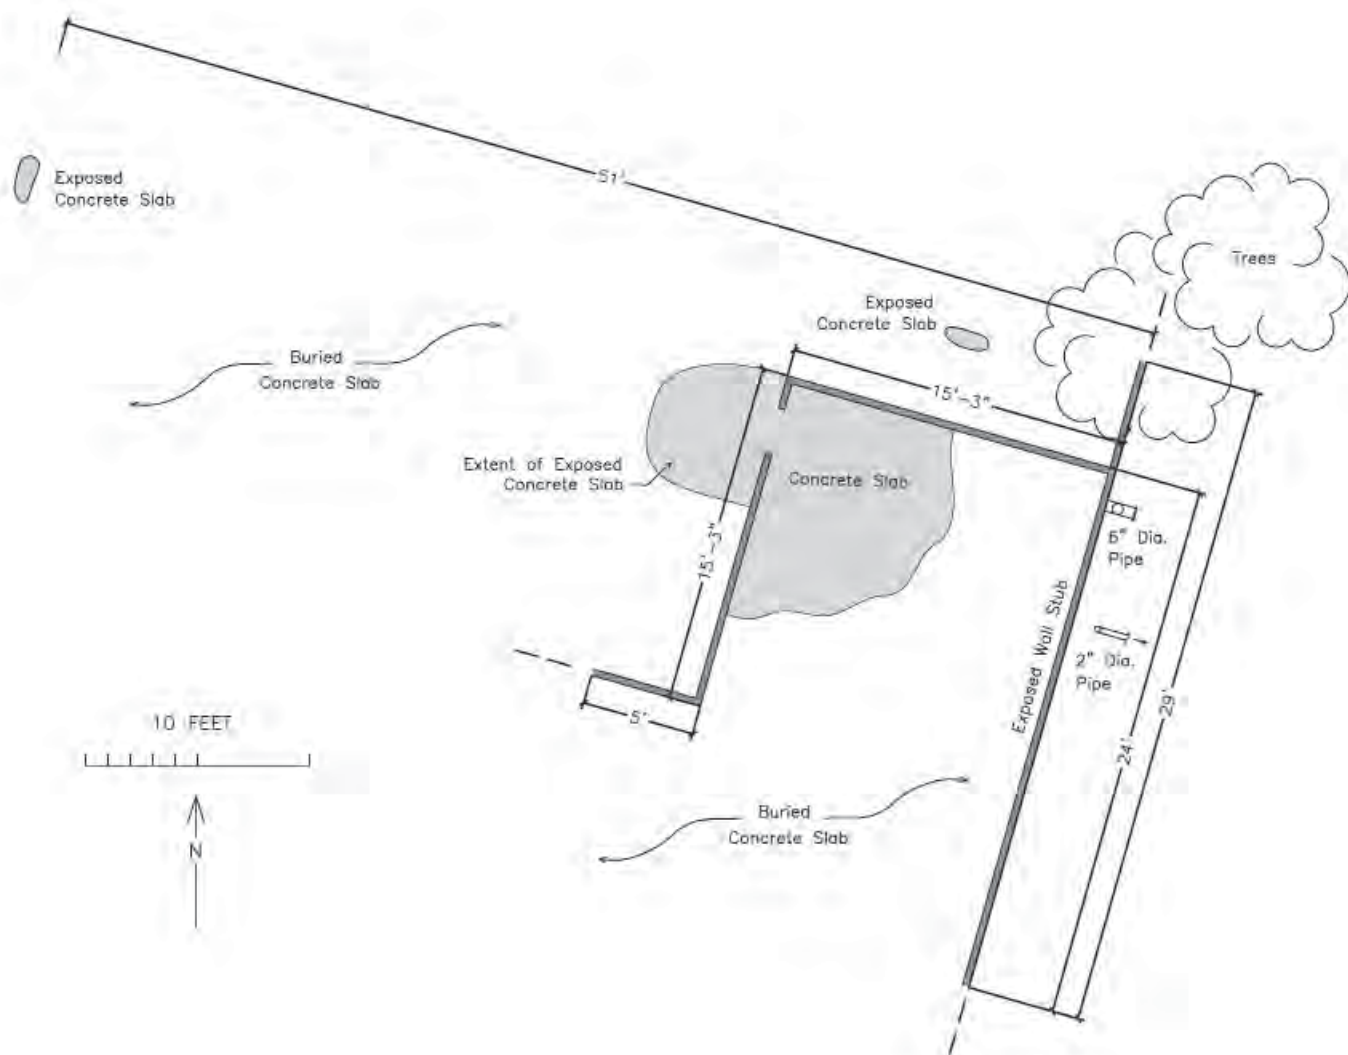 51'
Exposed
Concrete Slab
Trees
Exposed
Concrete Slab
Buried
Concrete Slab
15'-3"
Extent of Exposed
Concrete Slab
Concrete Slab
6" Dia.
Pipe
15'-3"
Exposed Wall Stub
2" Dia.
Pipe
5'
29'
24'
10 FEET
Buried
Concrete Slab
N